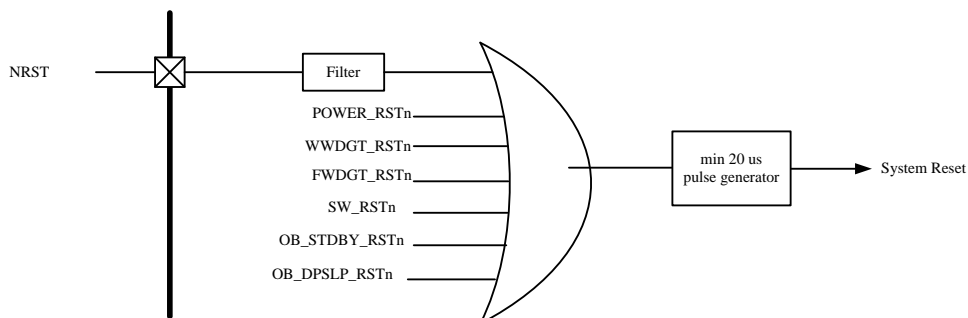 NRST
Filter
POWER_RSTn
WWDGT_RSTn
FWDGT_RSTn
SW_RSTn
OB_STDBY_RSTn
OB_DPSLP_RSTn
min 20 us
pulse generator
System Reset